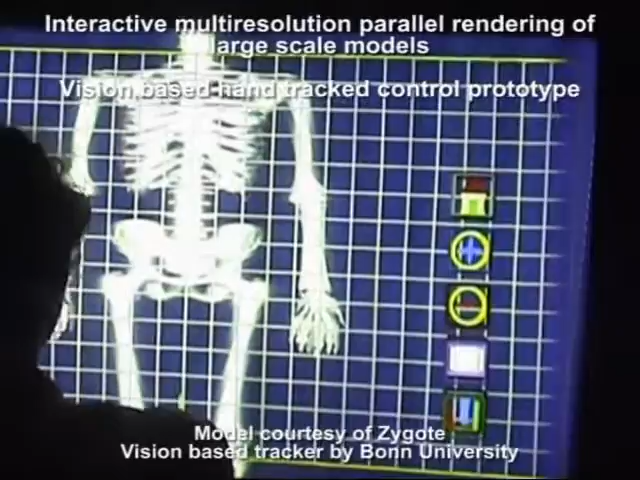 Interactive multiresolution parallel rendering of
large scale models
Vision based hand tracked control prototype
Model courtesy of Zygote
Vision based tracker by Bonn University